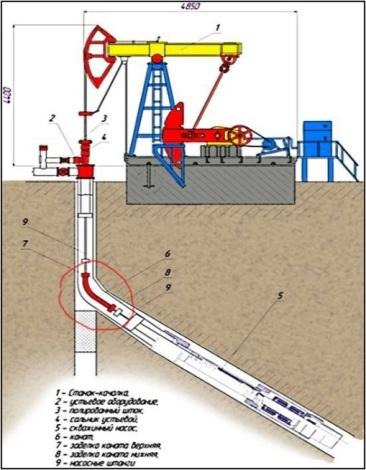 4850
1
4400
2
3
4
9
7
6
8
9
5
1 - Станок-качалка,
2 - устьевое оборудование,
3 - полированный шток,
4 - сальник устьевой,
5 - скважинный насос,
6 - канат,
7 - заделка каната верхняя,
8 - заделка каната нижняя,
9 - насосные штанги